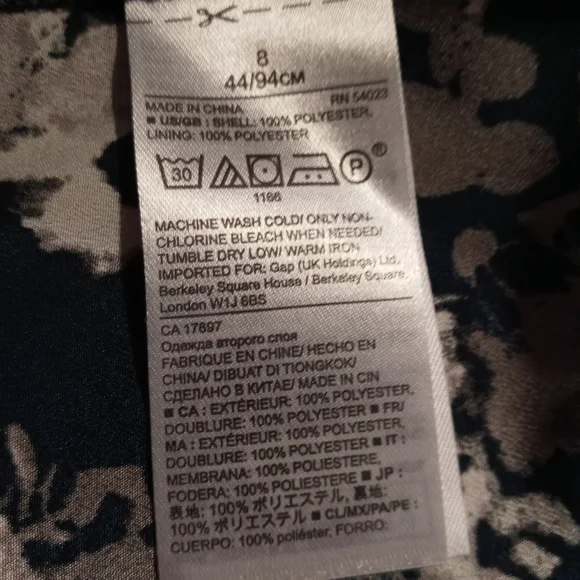 8
44/94CM
MADE IN CHINA RN 54023
■ US/GB : SHELL: 100% POLYESTER,
LINING: 100% POLYESTER
30 P ®
1166
MACHINE WASH COLD/ ONLY NON-
CHLORINE BLEACH WHEN NEEDED/
TUMBLE DRY LOW/ WARM IRON
IMPORTED FOR: Gap (UK Holdings) Ltd,
Berkeley Square House / Berkeley Square,
London W1J 6BS
CA 17897
Одежда второго слоя
FABRIQUE EN CHINE/ HECHO EN
CHINA/ DIBUAT DI TIONGKOK/
СДЕЛАНО В КИТАЕ/ MADE IN CIN
■ CA : EXTÉRIEUR: 100% POLYESTER,
DOUBLURE: 100% POLYESTER ■ FR/
MA : EXTÉRIEUR: 100% POLYESTER,
DOUBLURE: 100% POLYESTER ■ IT :
MEMBRANA: 100% POLIESTERE,
FODERA: 100% POLIESTERE ■ JP :
表地: 100% ポリエステル, 裏地:
100% ポリエステル ■ CL/MX/PA/PE :
CUERPO: 100% poliéster, FORRO: